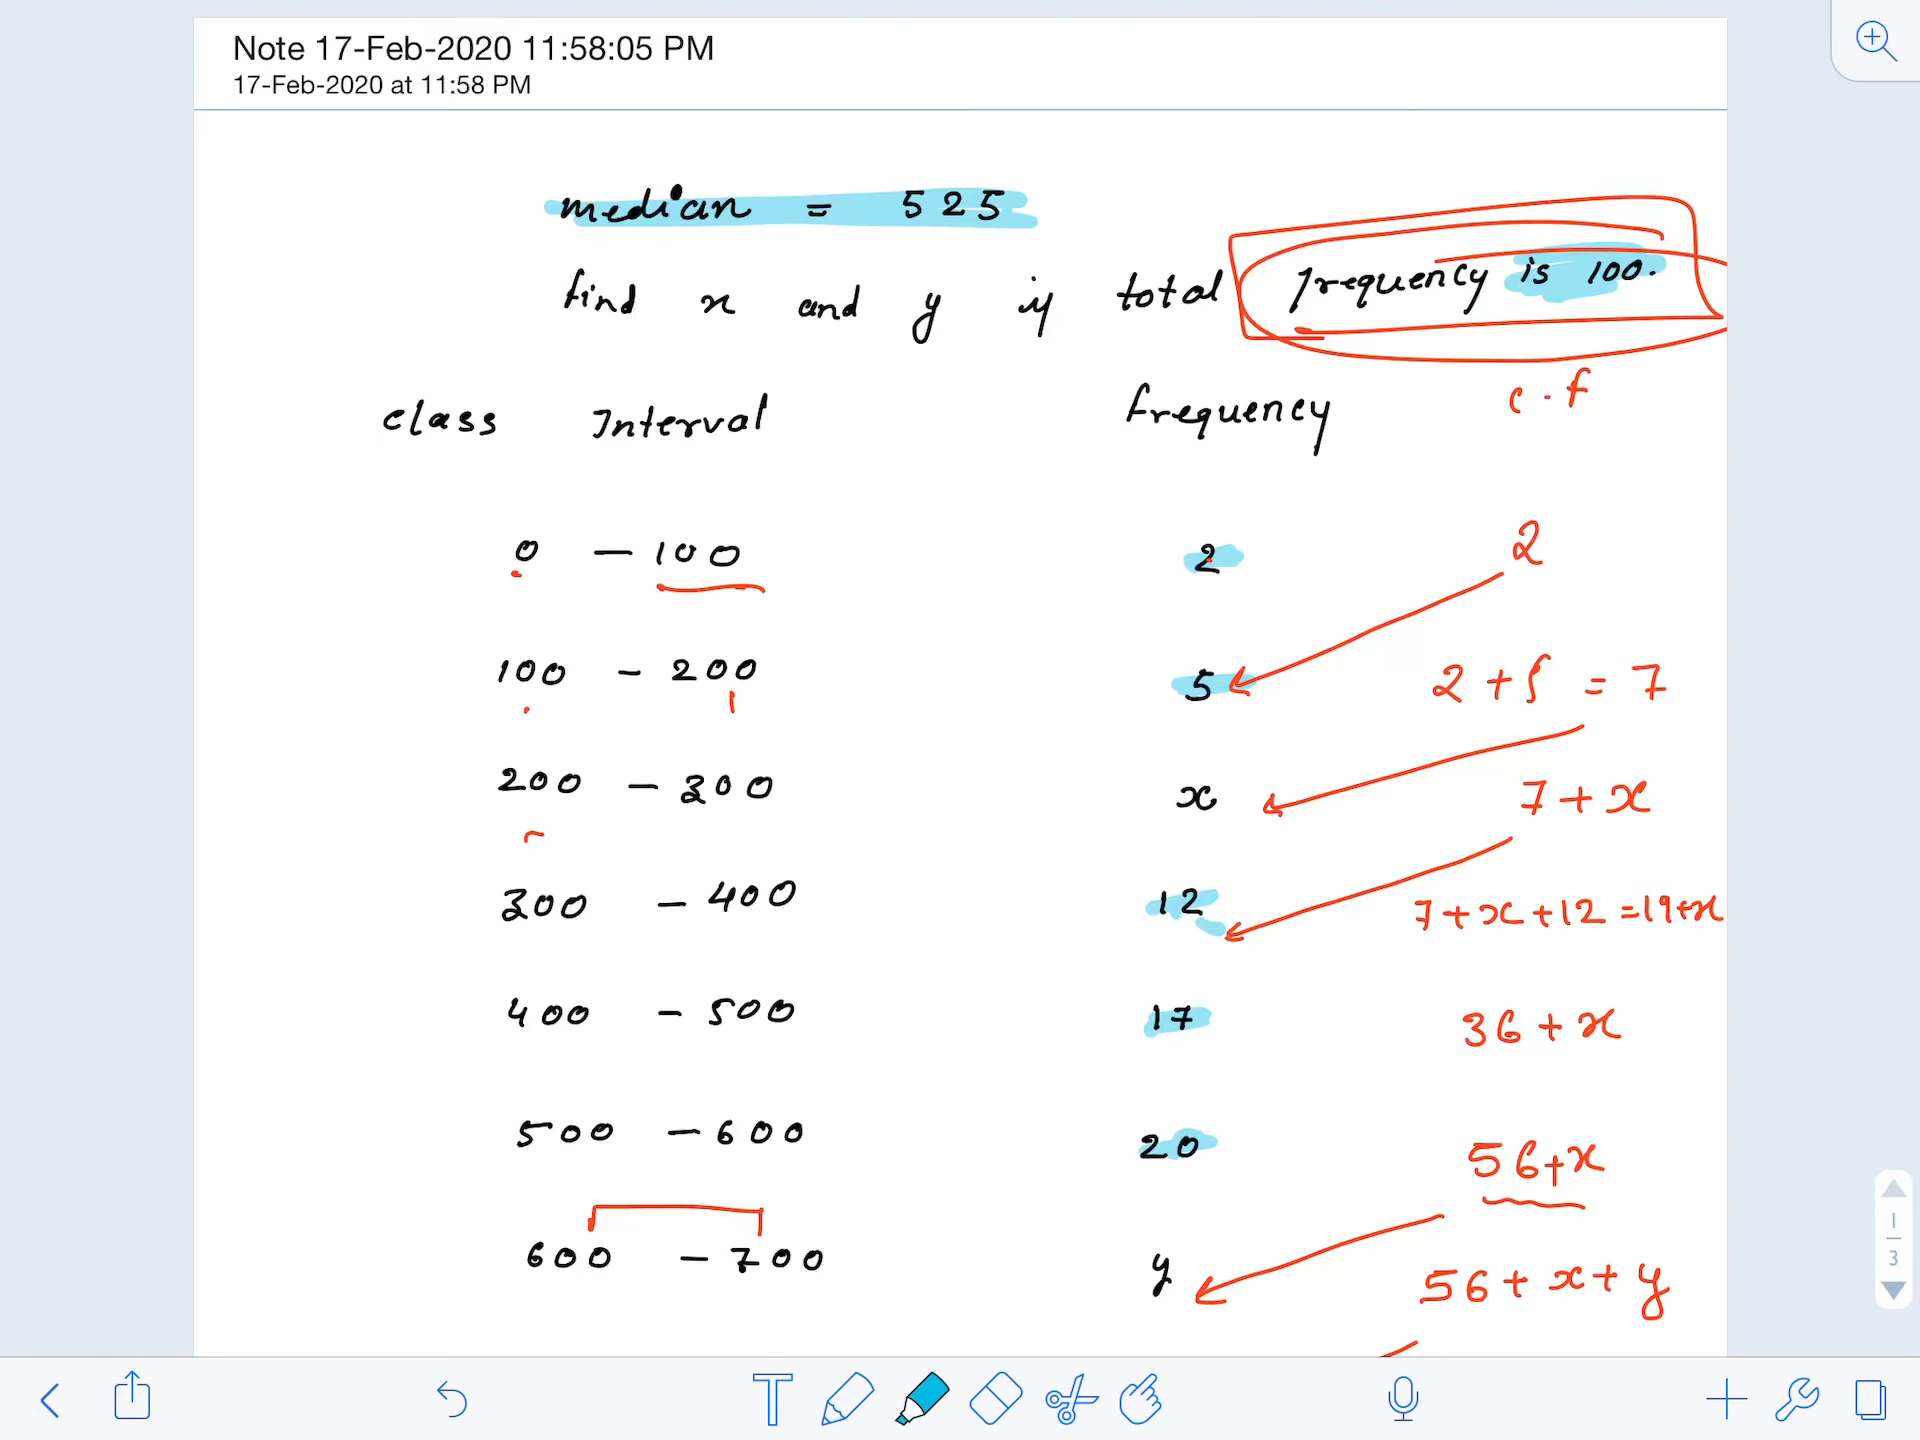 Note 17-Feb-2020 11:58:05 PM
17-Feb-2020 at 11:58 PM
median = 525
find x and y if total frequency is 100.
class Interval frequency c.f
0 - 100 2 2
100 - 200 5 2+5 = 7
200 - 300 x 7+x
300 - 400 12 7+x+12=19+x
400 - 500 17 36+x
500 - 600 20 56+x
600 - 700 y 56+x+y
1
3
T